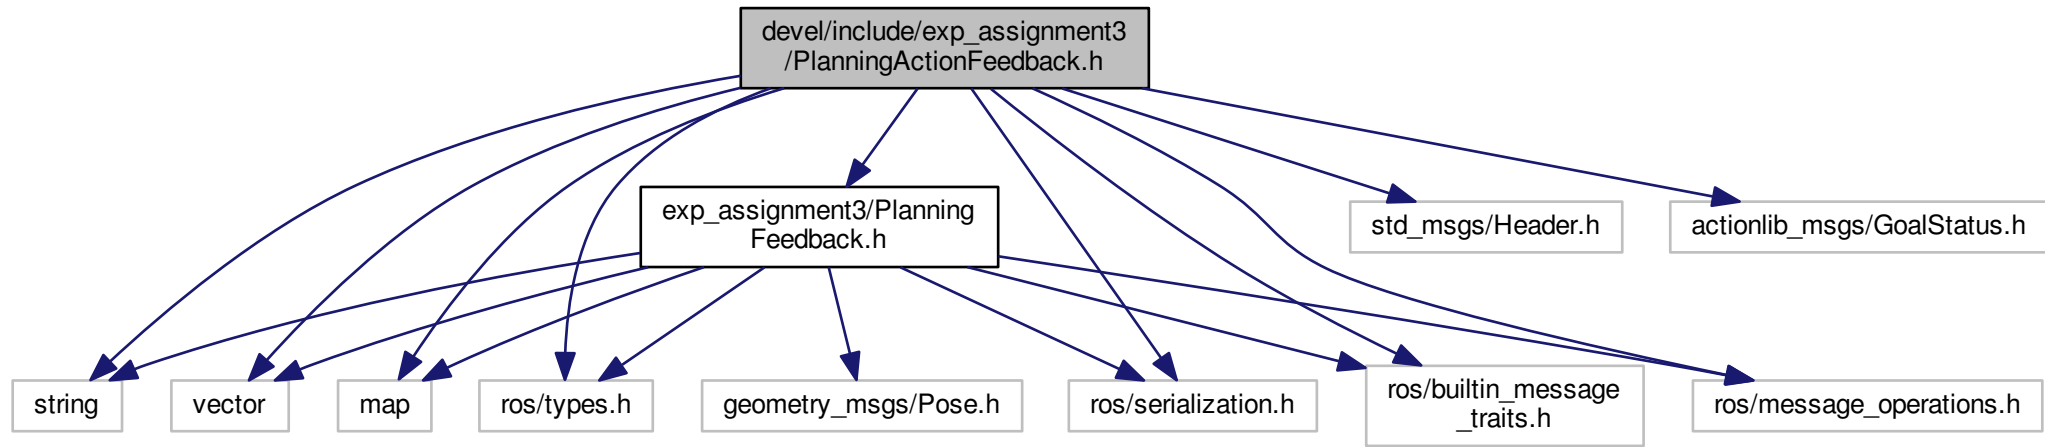 devel/include/exp_assignment3
/PlanningActionFeedback.h
exp_assignment3/Planning
Feedback.h
std_msgs/Header.h
actionlib_msgs/GoalStatus.h
string
vector
map
ros/types.h
geometry_msgs/Pose.h
ros/serialization.h
ros/builtin_message
_traits.h
ros/message_operations.h